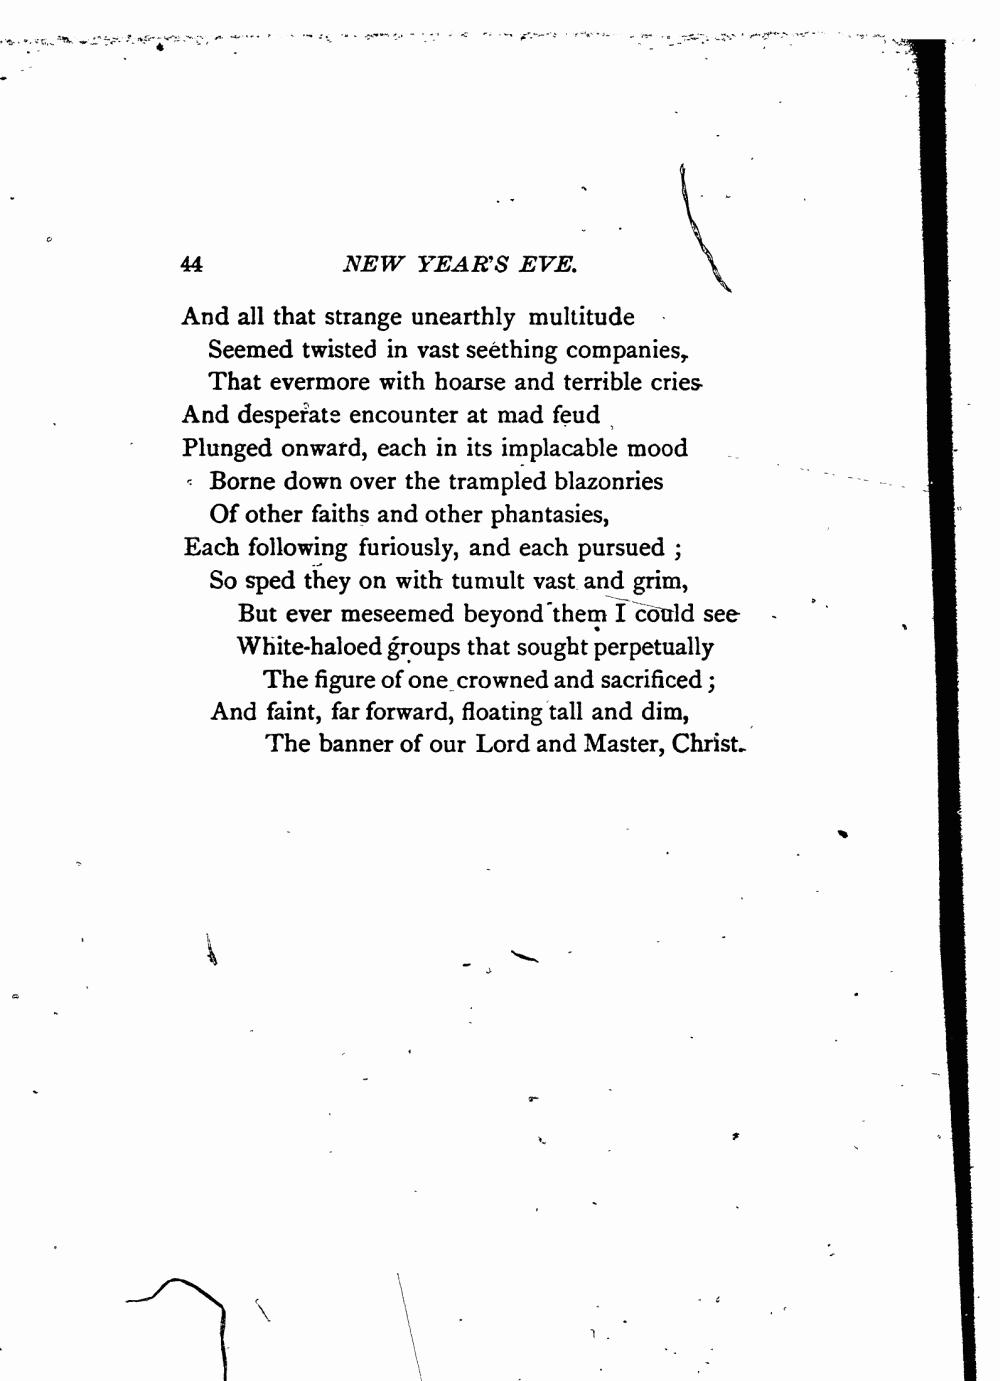 44 NEW YEAR'S EVE.
And all that strange unearthly multitude
Seemed twisted in vast seething companies,
That evermore with hoarse and terrible cries
And desperate encounter at mad feud
Plunged onward, each in its implacable mood
Borne down over the trampled blazonries
Of other faiths and other phantasies,
Each following furiously, and each pursued ;
So sped they on with tumult vast and grim,
But ever meseemed beyond them I could see
White-haloed groups that sought perpetually
The figure of one crowned and sacrificed ;
And faint, far forward, floating tall and dim,
The banner of our Lord and Master, Christ.